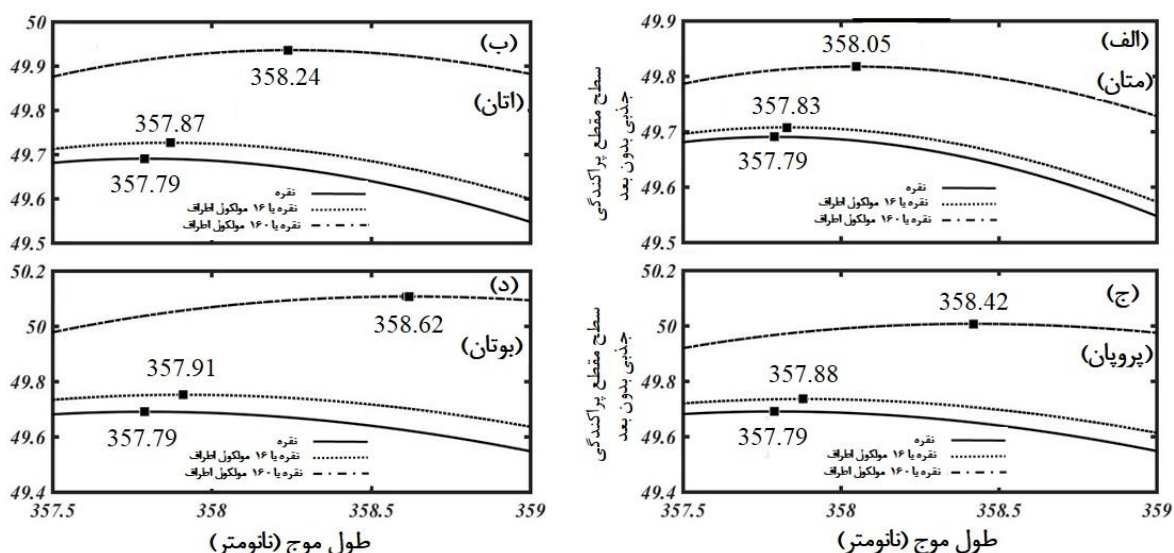 (الف)
(متان)
49.9
49.8
49.7
49.6
49.5
358.05
357.83
357.79
سطح مقطع پراکندگی
جذبی بدون بعد
نقره
نقره با ۱۶ مولکول اطراف
نقره با ۱۶۰ مولکول اطراف
(ب)
(اتان)
50
49.9
49.8
49.7
49.6
49.5
358.24
357.87
357.79
نقره
نقره با ۱۶ مولکول اطراف
نقره با ۱۶۰ مولکول اطراف
(ج)
(پروپان)
50.2
50
49.8
49.6
49.4
358.42
357.88
357.79
سطح مقطع پراکندگی
جذبی بدون بعد
نقره
نقره با ۱۶ مولکول اطراف
نقره با ۱۶۰ مولکول اطراف
357.5 358 358.5 359
طول موج (نانومتر)
(د)
(بوتان)
50.2
50
49.8
49.6
49.4
358.62
357.91
357.79
نقره
نقره با ۱۶ مولکول اطراف
نقره با ۱۶۰ مولکول اطراف
357.5 358 358.5 359
طول موج (نانومتر)